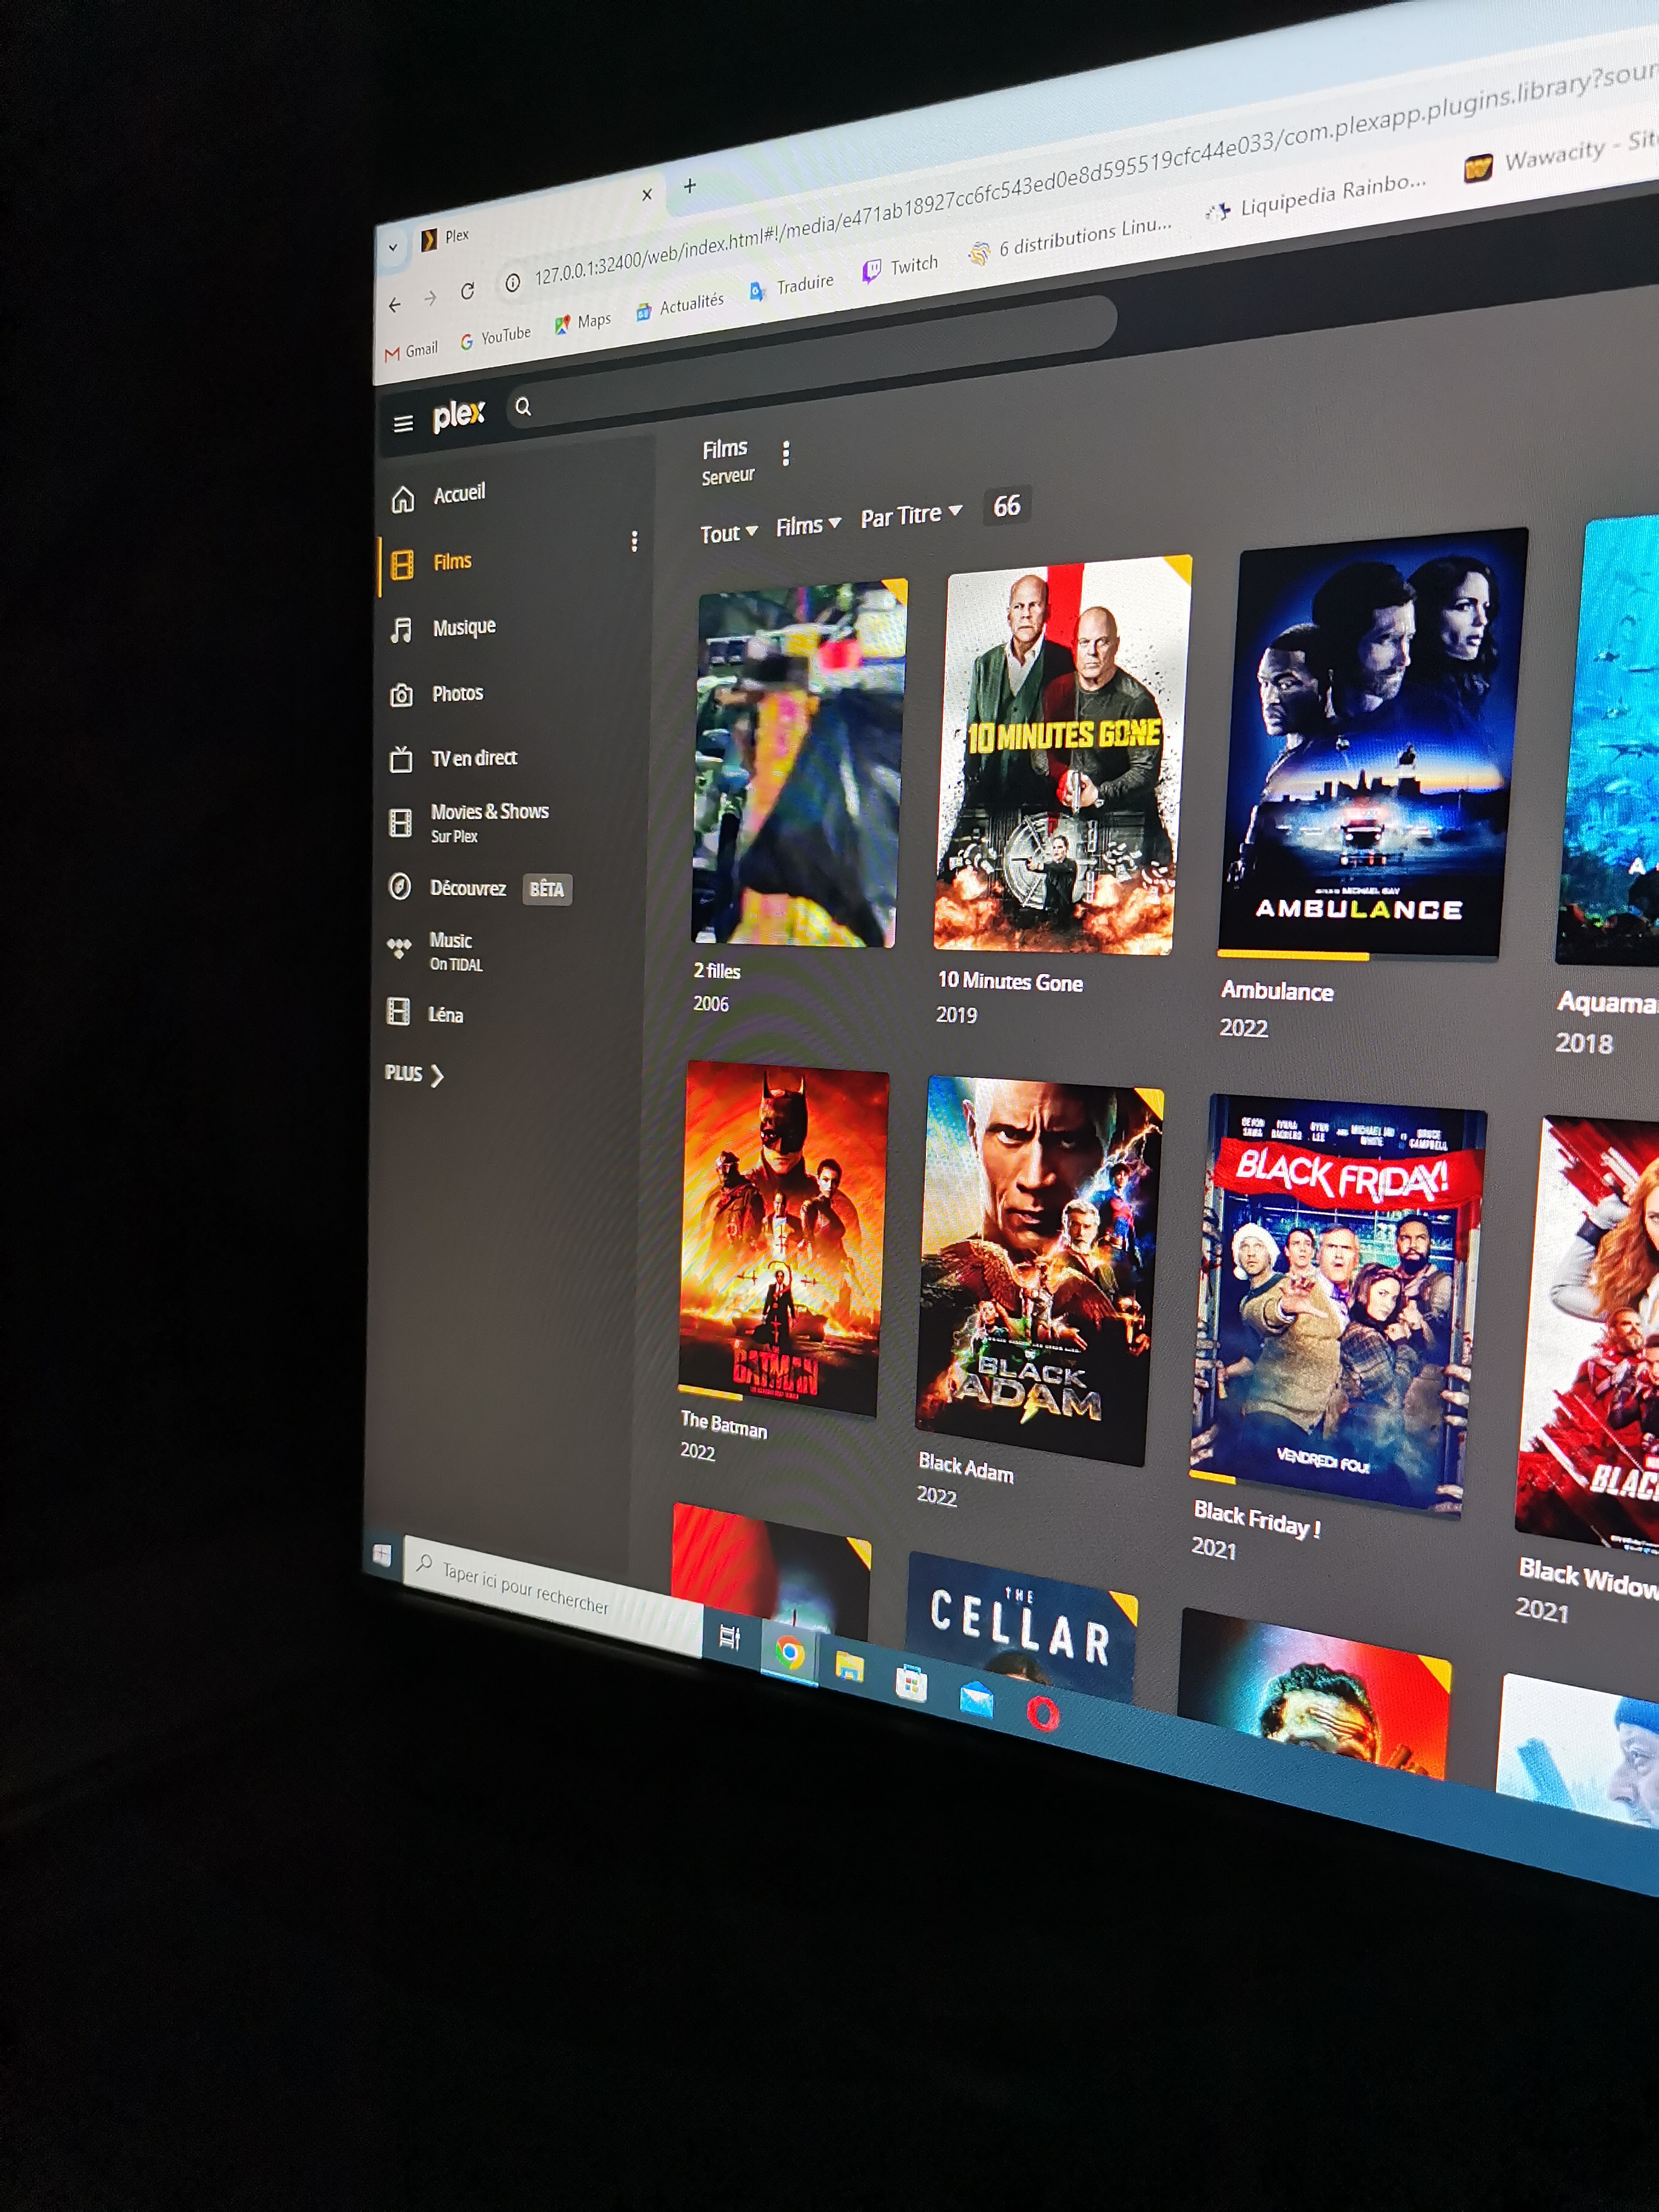 Plex
127.0.0.1:32400/web/index.html#!/media/e471ab18927cc6fc543ed0e8d595519cfc44e033/com.plexapp.plugins.library?sour
Gmail YouTube Maps Actualités Traduire Twitch 6 distributions Linu... Liquipedia Rainbo... Wawacity - Sit
plex
Accueil
Films
Musique
Photos
TV en direct
Movies & Shows
Sur Plex
Découvrez BÊTA
Music
On TIDAL
Léna
PLUS
Films
Serveur
Tout Films Par Titre 66
10 MINUTES GONE
MICHAEL BAY
AMBULANCE
2 filles
2006
10 Minutes Gone
2019
Ambulance
2022
Aquama
2018
BATMAN
BLACK
ADAM
BRUCE
CAMPBELL
BLACK FRIDAY!
VENDREDI FOU!
BLAC
The Batman
2022
Black Adam
2022
Black Friday !
2021
Black Widow
2021
THE
CELLAR
Taper ici pour rechercher